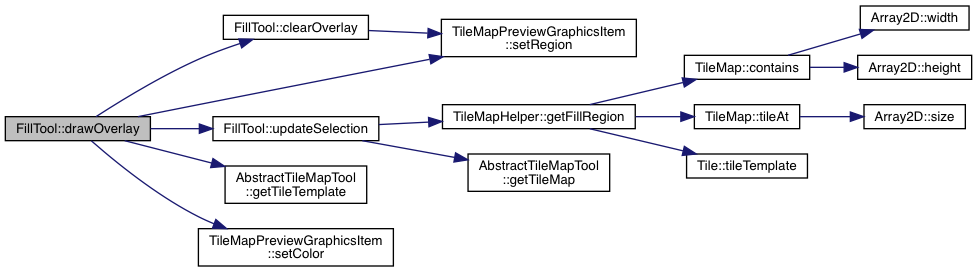 FillTool::drawOverlay
FillTool::clearOverlay
FillTool::updateSelection
AbstractTileMapTool
::getTileTemplate
TileMapPreviewGraphicsItem
::setColor
TileMapPreviewGraphicsItem
::setRegion
TileMapHelper::getFillRegion
AbstractTileMapTool
::getTileMap
TileMap::contains
TileMap::tileAt
Tile::tileTemplate
Array2D::width
Array2D::height
Array2D::size